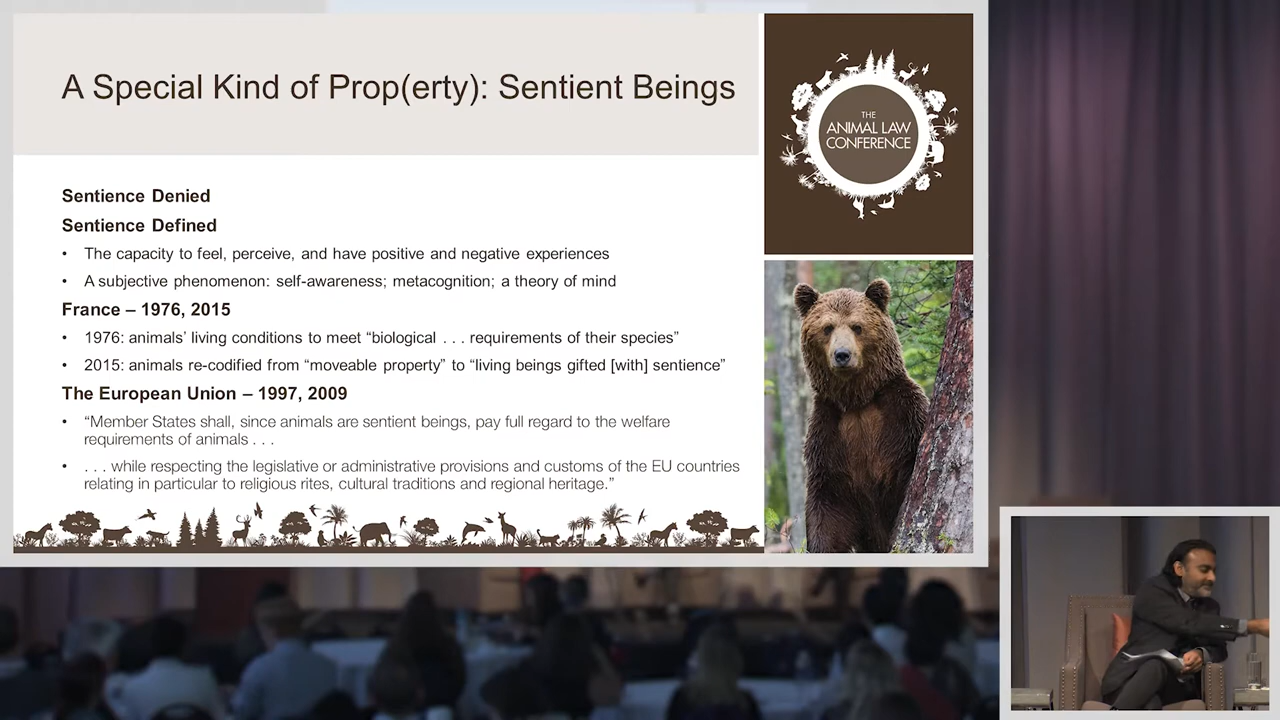 A Special Kind of Prop(erty): Sentient Beings
THE
ANIMAL LAW
CONFERENCE
Sentience Denied
Sentience Defined
• The capacity to feel, perceive, and have positive and negative experiences
• A subjective phenomenon: self-awareness; metacognition; a theory of mind
France – 1976, 2015
• 1976: animals’ living conditions to meet “biological . . . requirements of their species”
• 2015: animals re-codified from “moveable property” to “living beings gifted [with] sentience”
The European Union – 1997, 2009
• “Member States shall, since animals are sentient beings, pay full regard to the welfare
requirements of animals . . .
• . . . while respecting the legislative or administrative provisions and customs of the EU countries
relating in particular to religious rites, cultural traditions and regional heritage.”